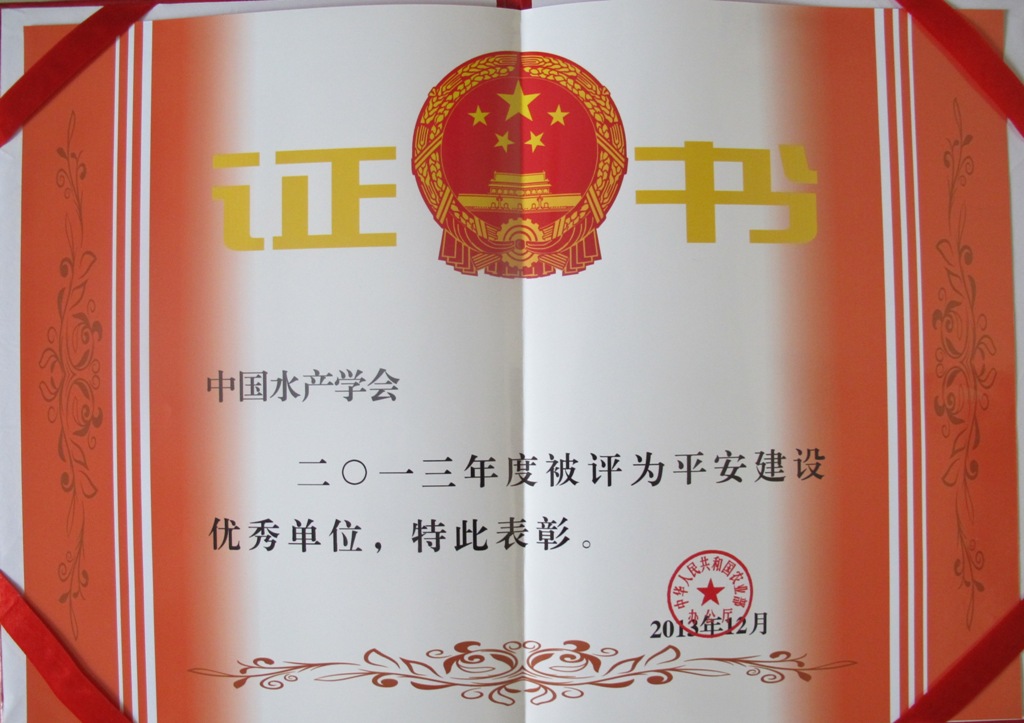 证书
中国水产学会
二〇一三年度被评为平安建设
优秀单位，特此表彰。
中华人民共和国农业部
办公厅
2013年12月